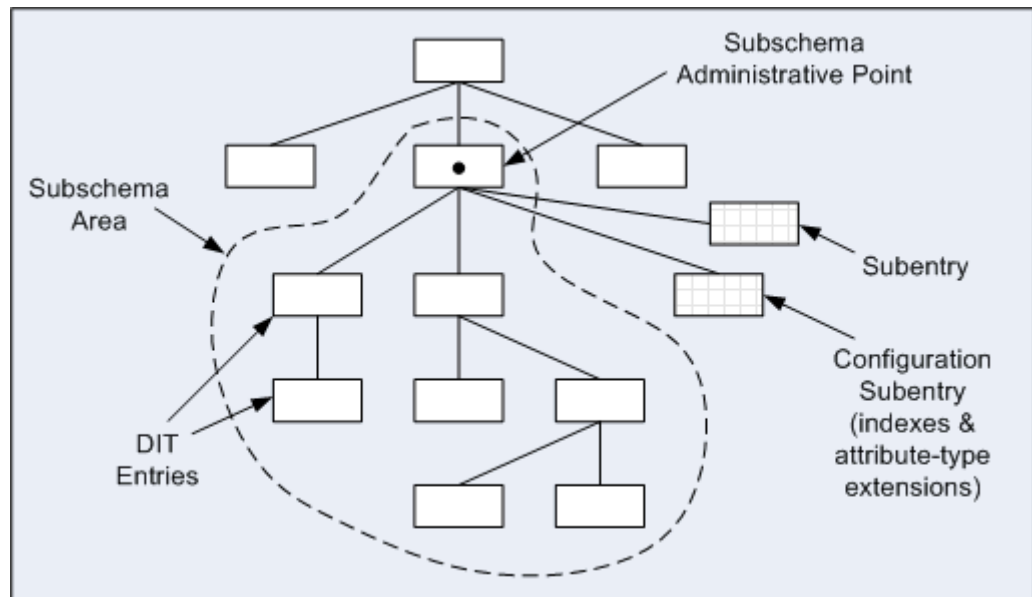 Subschema
Administrative Point
Subschema
Area
Subentry
Configuration
Subentry
(indexes &
attribute-type
extensions)
DIT
Entries